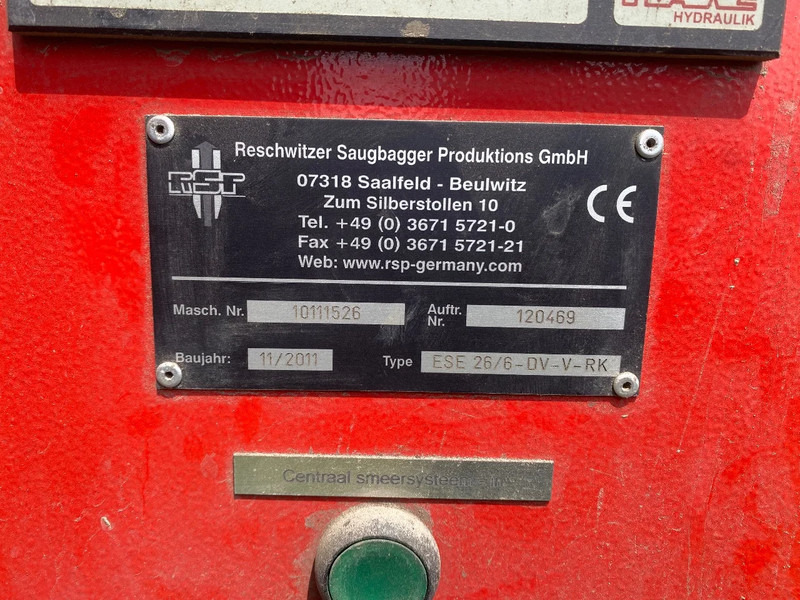 HYDRAULIK
RSP
Reschwitzer Saugbagger Produktions GmbH
07318 Saalfeld - Beulwitz
Zum Silberstollen 10
Tel. +49 (0) 3671 5721-0
Fax +49 (0) 3671 5721-21
Web: www.rsp-germany.com
CE
Masch. Nr. 10111526 Auftr. Nr. 120469
Baujahr: 11/2011 Type ESE 26/6-DV-V-RK
Centraal